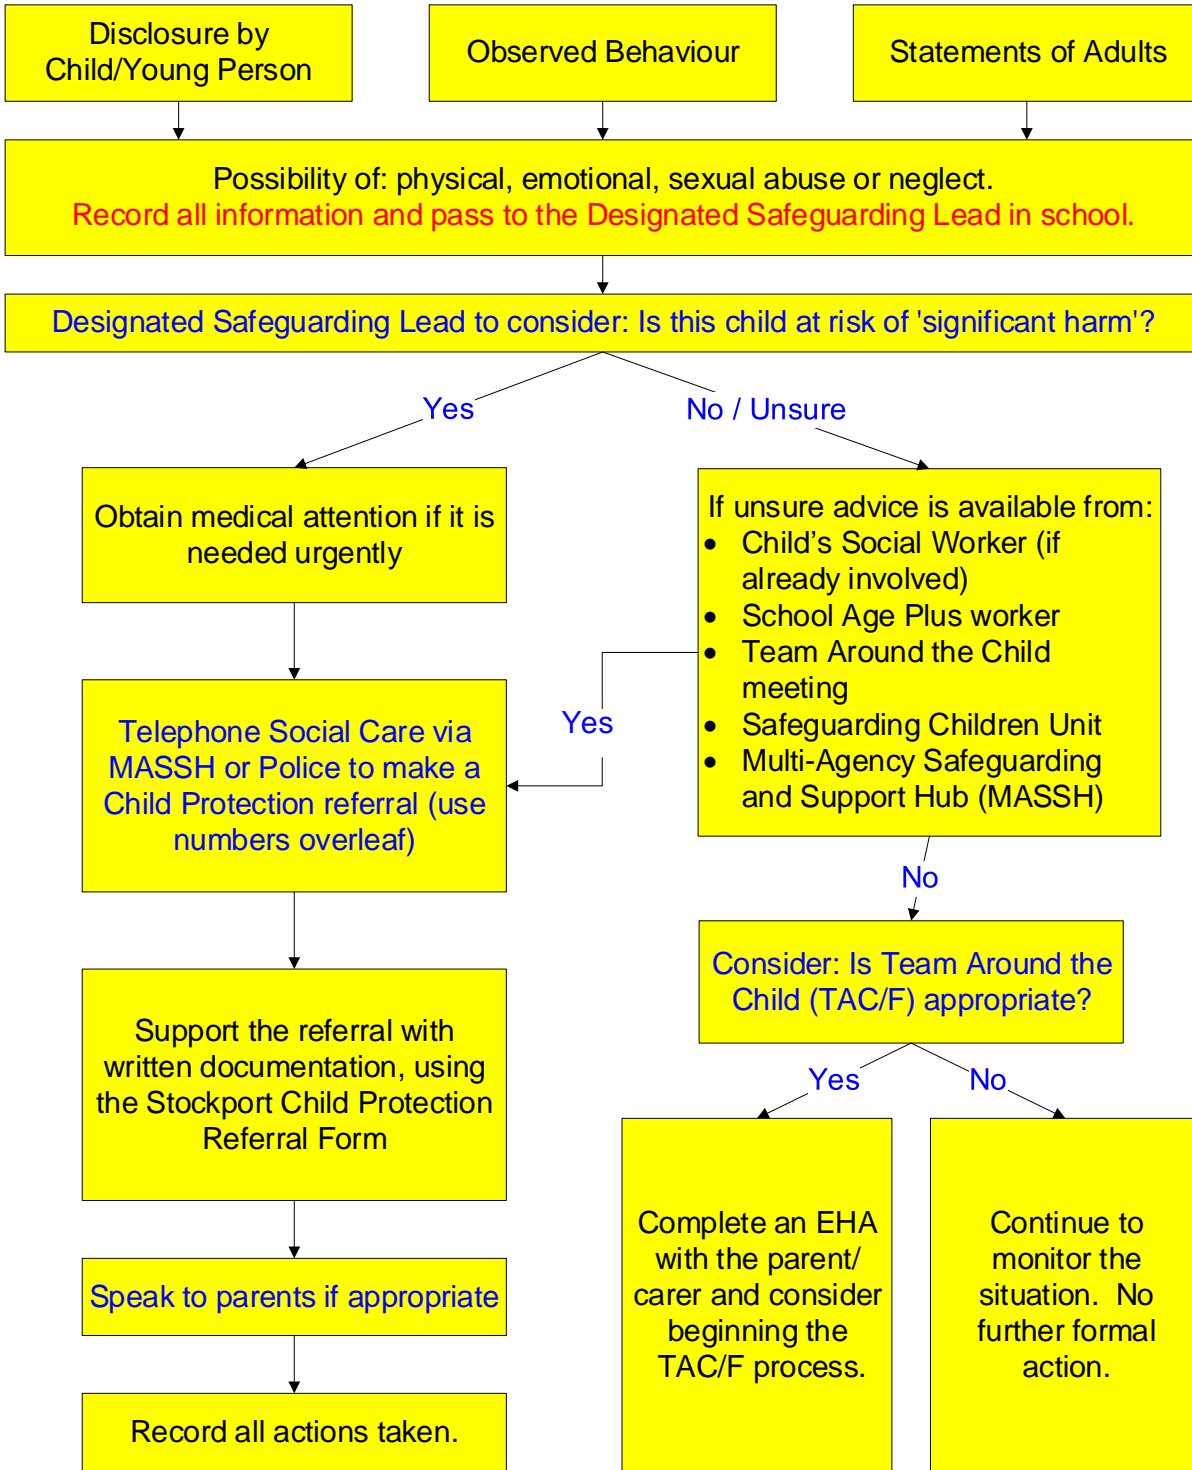 Disclosure by
Child/Young Person
Observed Behaviour
Statements of Adults
Possibility of: physical, emotional, sexual abuse or neglect.
Record all information and pass to the Designated Safeguarding Lead in school.
Designated Safeguarding Lead to consider: Is this child at risk of 'significant harm'?
Yes
No / Unsure
Obtain medical attention if it is
needed urgently
If unsure advice is available from:
• Child’s Social Worker (if
already involved)
• School Age Plus worker
• Team Around the Child
meeting
• Safeguarding Children Unit
• Multi-Agency Safeguarding
and Support Hub (MASSH)
Yes
Telephone Social Care via
MASSH or Police to make a
Child Protection referral (use
numbers overleaf)
No
Consider: Is Team Around the
Child (TAC/F) appropriate?
Support the referral with
written documentation, using
the Stockport Child Protection
Referral Form
Yes
No
Speak to parents if appropriate
Complete an EHA
with the parent/
carer and consider
beginning the
TAC/F process.
Continue to
monitor the
situation.  No
further formal
action.
Record all actions taken.